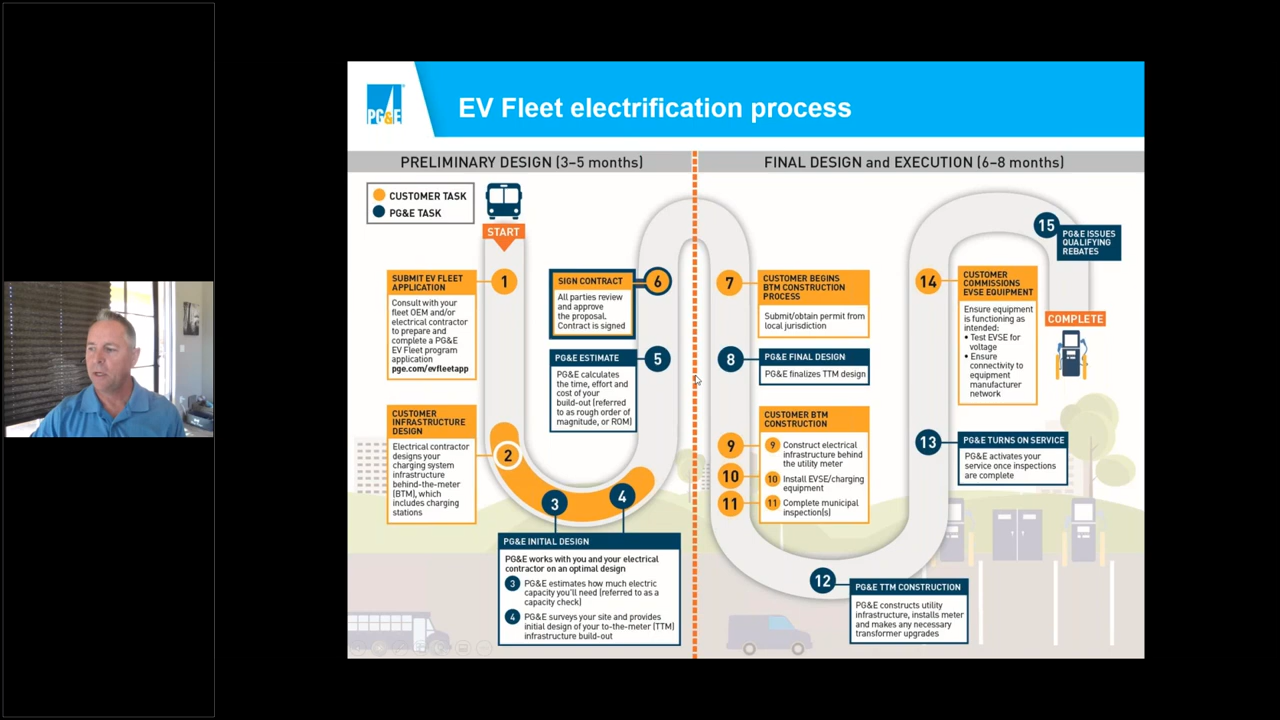 PG&E
EV Fleet electrification process
PRELIMINARY DESIGN (3–5 months)
FINAL DESIGN and EXECUTION (6–8 months)
CUSTOMER TASK
PG&E TASK
START
1
SUBMIT EV FLEET
APPLICATION
Consult with your
fleet OEM and/or
electrical contractor
to prepare and
complete a PG&E
EV Fleet program
application
pge.com/evfleetapp
2
CUSTOMER
INFRASTRUCTURE
DESIGN
Electrical contractor
designs your
charging system
infrastructure
behind-the-meter
(BTM), which
includes charging
stations
3
4
PG&E INITIAL DESIGN
PG&E works with you and your electrical
contractor on an optimal design
3 PG&E estimates how much electric
capacity you'll need (referred to as a
capacity check)
4 PG&E surveys your site and provides
initial design of your to-the-meter (TTM)
infrastructure build-out
5
PG&E ESTIMATE
PG&E calculates
the time, effort and
cost of your
build-out (referred
to as rough order of
magnitude, or ROM)
6
SIGN CONTRACT
All parties review
and approve
the proposal.
Contract is signed
7
CUSTOMER BEGINS
BTM CONSTRUCTION
PROCESS
Submit/obtain permit from
local jurisdiction
8
PG&E FINAL DESIGN
PG&E finalizes TTM design
9
10
11
CUSTOMER BTM
CONSTRUCTION
9 Construct electrical
infrastructure behind
the utility meter
10 Install EVSE/charging
equipment
11 Complete municipal
inspection(s)
12
PG&E TTM CONSTRUCTION
PG&E constructs utility
infrastructure, installs meter
and makes any necessary
transformer upgrades
13
PG&E TURNS ON SERVICE
PG&E activates your
service once inspections
are complete
14
CUSTOMER
COMMISSIONS
EVSE EQUIPMENT
Ensure equipment
is functioning as
intended:
• Test EVSE for
voltage
• Ensure
connectivity to
equipment
manufacturer
network
15
PG&E ISSUES
QUALIFYING
REBATES
COMPLETE